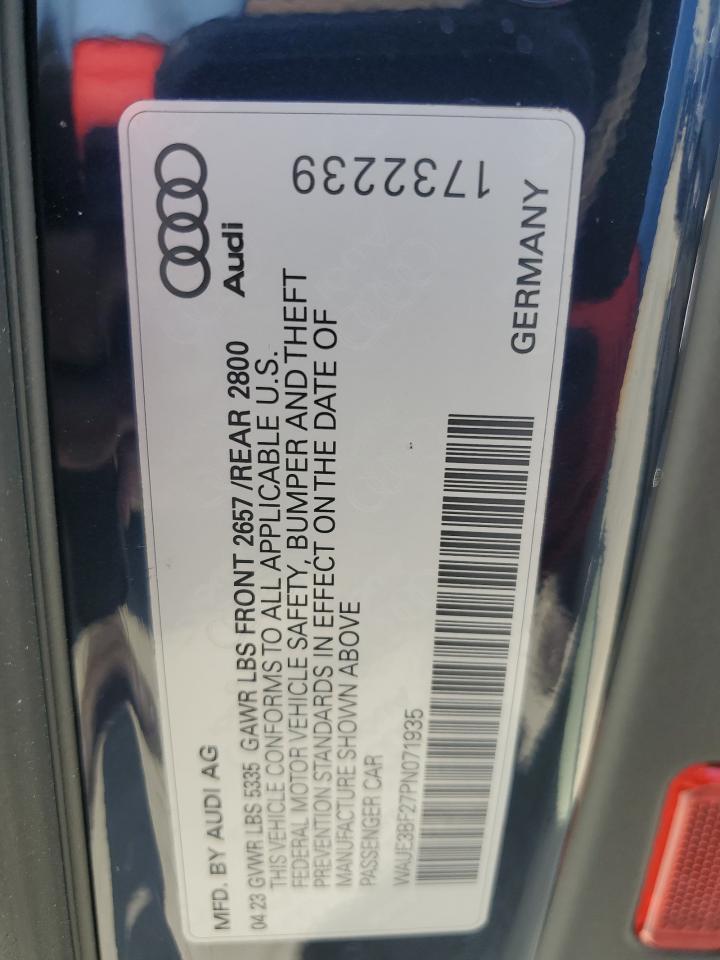 MFD. BY AUDI AG
04.23 GVWR LBS 5335 GAWR LBS FRONT 2657 /REAR 2800
THIS VEHICLE CONFORMS TO ALL APPLICABLE U.S.
FEDERAL MOTOR VEHICLE SAFETY, BUMPER AND THEFT
PREVENTION STANDARDS IN EFFECT ON THE DATE OF
MANUFACTURE SHOWN ABOVE
PASSENGER CAR
WAUE3BF27PN071935
Audi
1732239
GERMANY